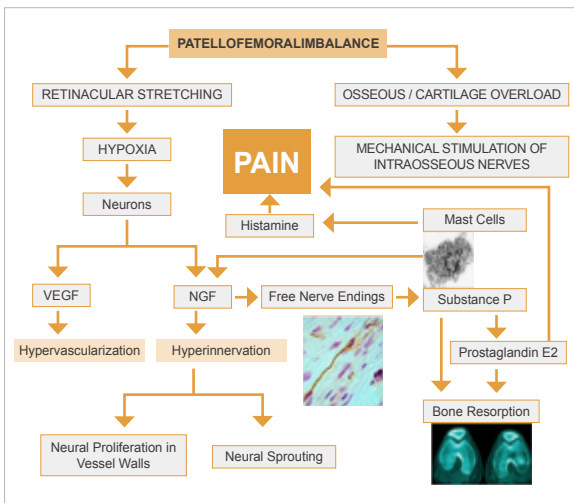 PATELLOFEMORALIMBALANCE
RETINACULAR STRETCHING
OSSEOUS / CARTILAGE OVERLOAD
HYPOXIA
PAIN
MECHANICAL STIMULATION OF
INTRAOSSEOUS NERVES
Neurons
Histamine
Mast Cells
VEGF
NGF
Free Nerve Endings
Substance P
Hypervascularization
Hyperinnervation
Prostaglandin E2
Bone Resorption
Neural Proliferation in
Vessel Walls
Neural Sprouting